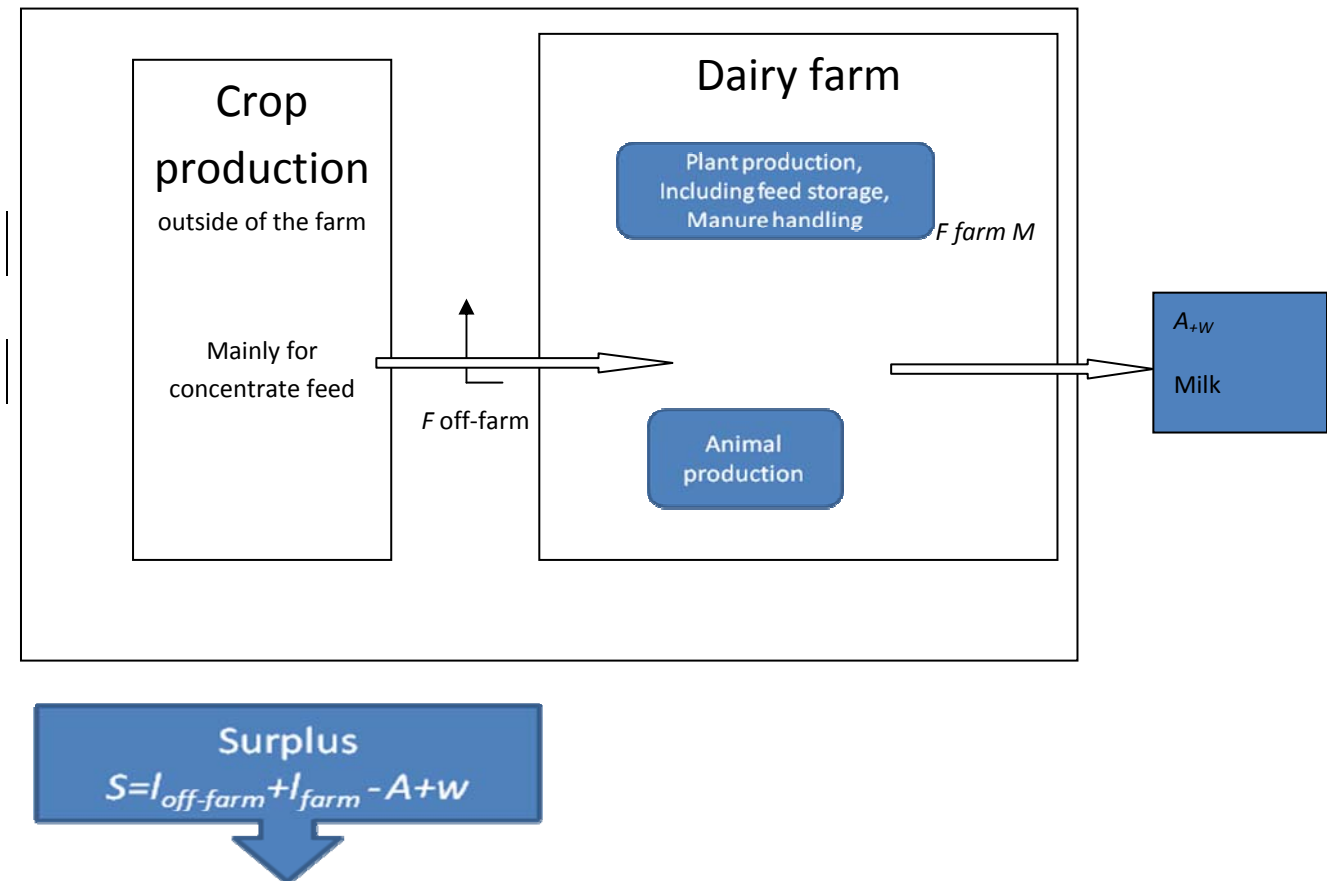 Crop
production
outside of the farm
Mainly for
concentrate feed
F off-farm
Dairy farm
Plant production,
Including feed storage,
Manure handling
F farm M
Animal
production
A+W
Milk
Surplus
S=Ioff-farm+Ifarm-A+w